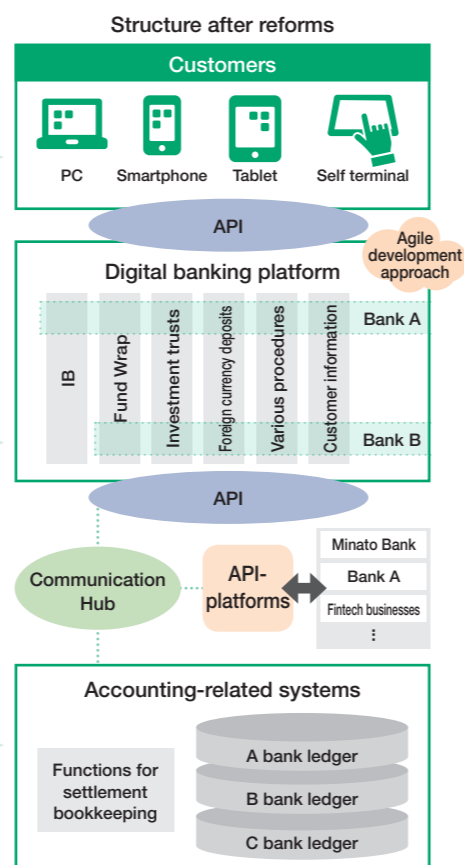 Structure after reforms
Customers
PC
Smartphone
Tablet
Self terminal
API
Agile
development
approach
Digital banking platform
Bank A
IB
Fund Wrap
Investment trusts
Foreign currency deposits
Various procedures
Customer information
Bank B
API
Communication
Hub
API-
platforms
Minato Bank
Bank A
Fintech businesses
⋮
Accounting-related systems
Functions for
settlement
bookkeeping
A bank ledger
B bank ledger
C bank ledger